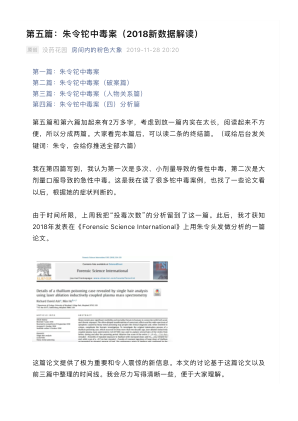 第五篇：朱令铊中毒案（2018新数据解读）
原创 没药花园 房间内的粉色大象 2019-11-28 20:20
第一篇：朱令铊中毒案
第二篇：朱令铊中毒案（破案篇）
第三篇：朱令铊中毒案（人物关系篇）
第四篇：朱令铊中毒案（四）分析量
第五篇和第六篇加起来有2万多字，考虑到放一篇内实在太长，阅读起来不方
便，所以分成两篇。大家看完本篇后，可以读二条的终结篇。（或给后台发关
键词：朱令，会给你推送全部六篇）
我在第四篇写到，我认为第一次是多次、小剂量导致的慢性中毒，第二次是大
剂量口服导致的急性中毒。这是我在读了很多铊中毒案例，也找了一些论文看
以后，根据她的症状判断的。
由于时间所限，上周我把“投毒次数”的分析留到了这一篇。此后，我才获知
2018年发表在《Forensic Science International》上用朱令头发做分析的一篇
论文。
Forensic Science International
Details of a thallium poisoning case revealed by single hair analysis
using laser ablation inductively coupled plasma mass spectrometry
这篇论文提供了极为重要和令人震惊的新信息。本文的讨论基于这篇论文以及
前三篇中整理的时间线。我会尽力写得清晰一些，便于大家理解。